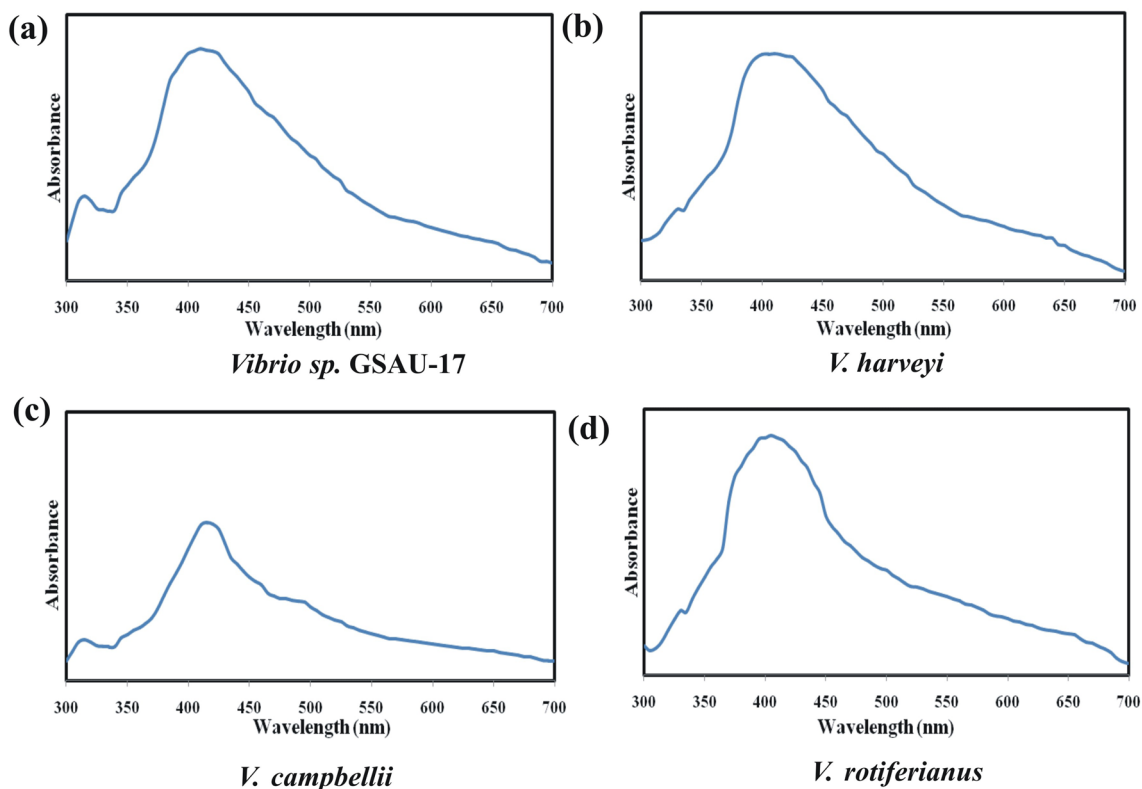 (a)
Absorbance
300 350 400 450 500 550 600 650 700
Wavelength (nm)
Vibrio sp. GSAU-17
(b)
Absorbance
300 350 400 450 500 550 600 650 700
Wavelength (nm)
V. harveyi
(c)
Absorbance
300 350 400 450 500 550 600 650 700
Wavelength (nm)
V. campbellii
(d)
Absorbance
300 350 400 450 500 550 600 650 700
Wavelength (nm)
V. rotiferianus